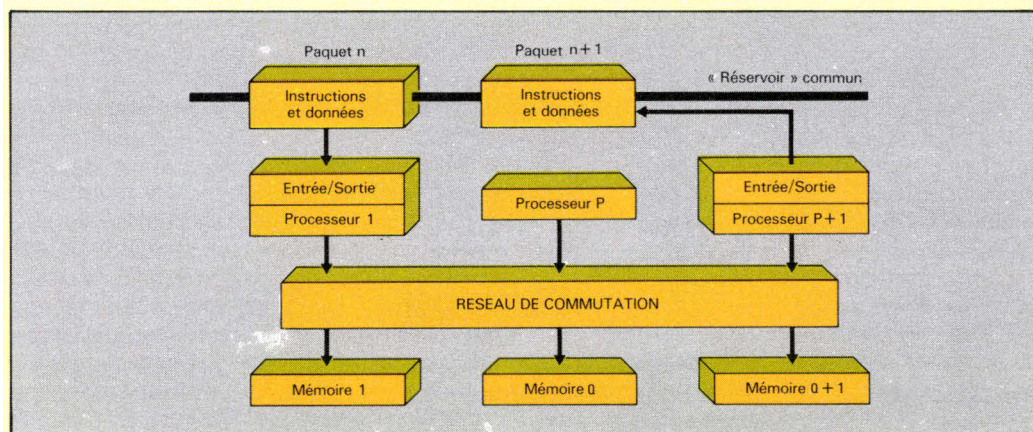 Paquet n
Paquet n+1
« Réservoir » commun
Instructions
et données
Instructions
et données
Entrée/Sortie
Processeur 1
Processeur P
Entrée/Sortie
Processeur P+1
RESEAU DE COMMUTATION
Mémoire 1
Mémoire Q
Mémoire Q+1